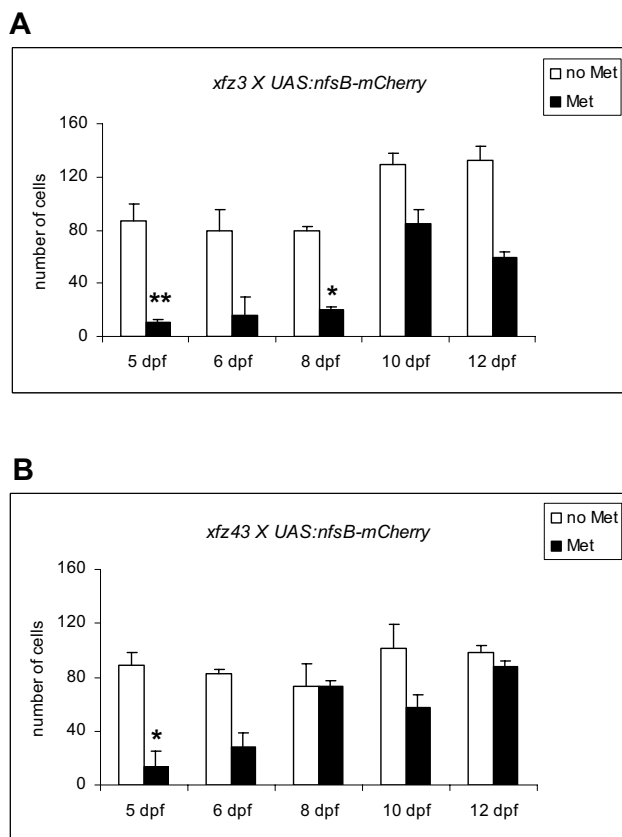 A
xfz3 X UAS:nfsB-mCherry
no Met
Met
number of cells
160
120
80
40
0
**
*
5 dpf 6 dpf 8 dpf 10 dpf 12 dpf
B
xfz43 X UAS:nfsB-mCherry
no Met
Met
number of cells
160
120
80
40
0
*
5 dpf 6 dpf 8 dpf 10 dpf 12 dpf